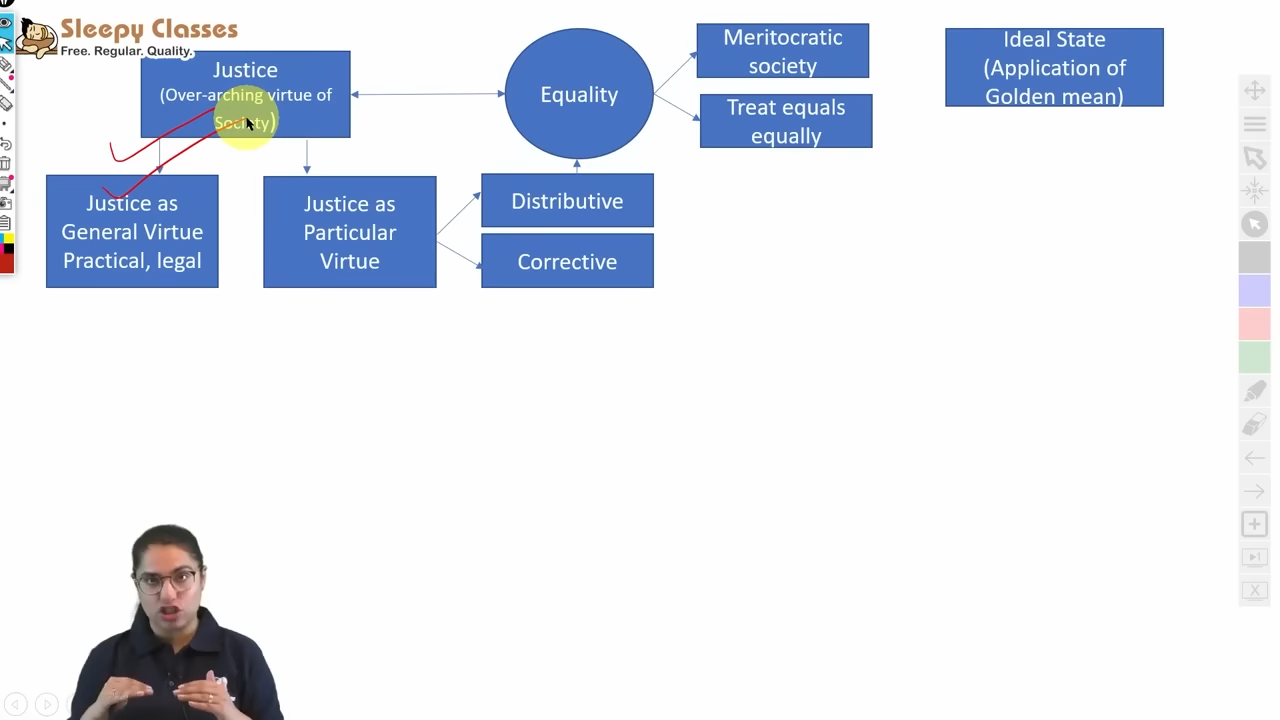 Sleepy Classes
Free. Regular. Quality.
Justice
(Over-arching virtue of
Society)
Equality
Meritocratic
society
Treat equals
equally
Ideal State
(Application of
Golden mean)
Justice as
General Virtue
Practical, legal
Justice as
Particular
Virtue
Distributive
Corrective